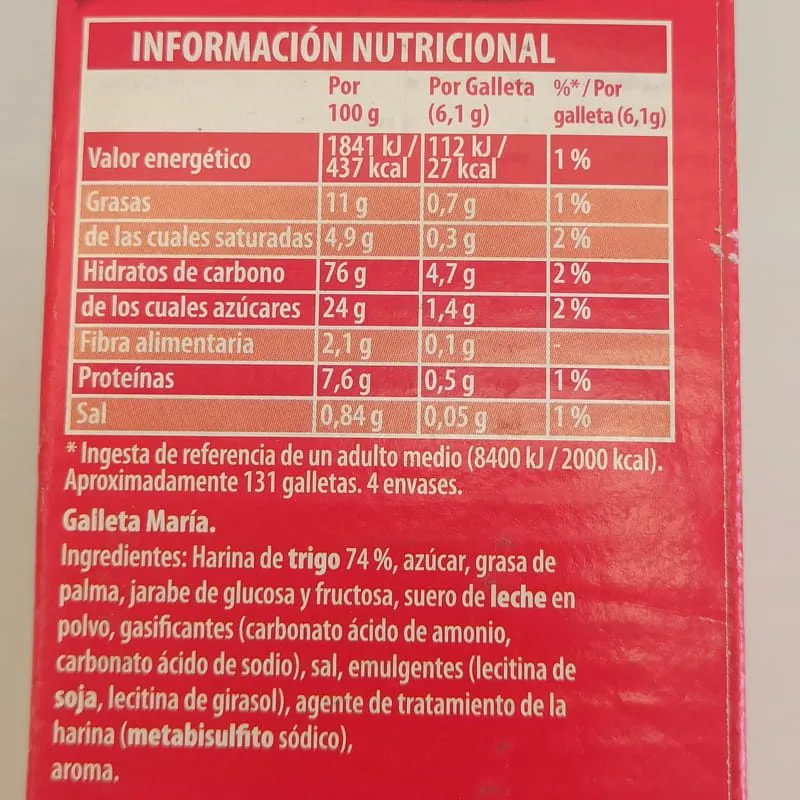 INFORMACIÓN NUTRICIONAL
Por 100 g Por Galleta (6,1 g) %* / Por galleta (6,1g)
Valor energético 1841 kJ / 437 kcal 112 kJ / 27 kcal 1 %
Grasas 11 g 0,7 g 1 %
de las cuales saturadas 4,9 g 0,3 g 2 %
Hidratos de carbono 76 g 4,7 g 2 %
de los cuales azúcares 24 g 1,4 g 2 %
Fibra alimentaria 2,1 g 0,1 g -
Proteínas 7,6 g 0,5 g 1 %
Sal 0,84 g 0,05 g 1 %
* Ingesta de referencia de un adulto medio (8400 kJ / 2000 kcal).
Aproximadamente 131 galletas. 4 envases.
Galleta María.
Ingredientes: Harina de trigo 74 %, azúcar, grasa de
palma, jarabe de glucosa y fructosa, suero de leche en
polvo, gasificantes (carbonato ácido de amonio,
carbonato ácido de sodio), sal, emulgentes (lecitina de
soja, lecitina de girasol), agente de tratamiento de la
harina (metabisulfito sódico),
aroma.